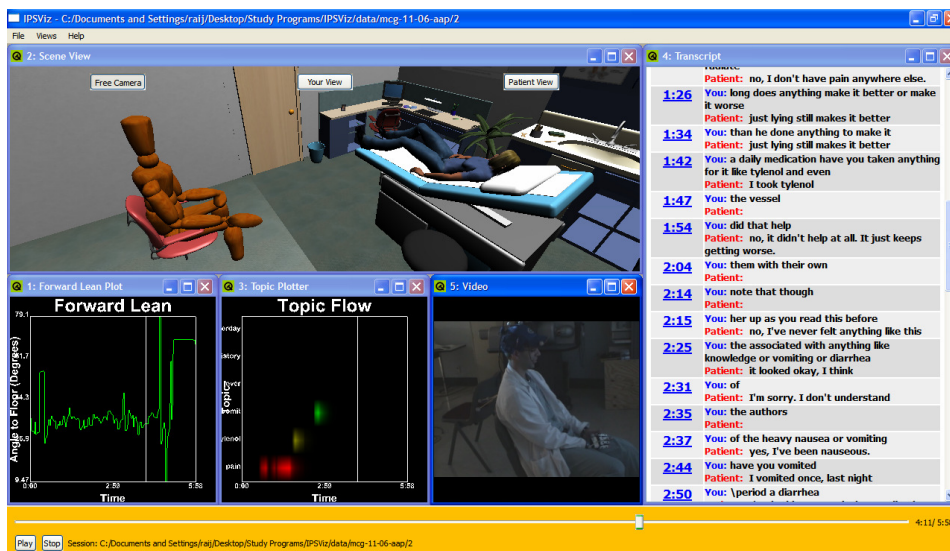 IPSViz - C:/Documents and Settings/raij/Desktop/Study Programs/IPSViz/data/mcg-11-06-aap/2
File Views Help
2: Scene View
Free Camera
Your View
Patient View
1: Forward Lean Plot
Forward Lean
Angle to Floor (Degrees)
79.1
9.47
0:00 2:59 5:58
Time
3: Topic Plotter
Topic Flow
Topic
pain
0:00 2:59 5:58
Time
5: Video
4: Transcript
Patient: no, I don't have pain anywhere else.
1:26 You: long does anything make it better or make
it worse
Patient: just lying still makes it better
1:34 You: than he done anything to make it
Patient: just lying still makes it better
1:42 You: a daily medication have you taken anything
for it like tylenol and even
Patient: I took tylenol
1:47 You: the vessel
Patient:
1:54 You: did that help
Patient: no, it didn't help at all. It just keeps
getting worse.
2:04 You: them with their own
Patient:
2:14 You: note that though
Patient:
2:15 You: her up as you read this before
Patient: no, I've never felt anything like this
2:25 You: the associated with anything like
knowledge or vomiting or diarrhea
Patient: it looked okay, I think
2:31 You: of
Patient: I'm sorry. I don't understand
2:35 You: the authors
Patient:
2:37 You: of the heavy nausea or vomiting
Patient: yes, I've been nauseous.
2:44 You: have you vomited
Patient: I vomited once, last night
2:50 You: \period a diarrhea
4:11/ 5:58
Play Stop Session: C:/Documents and Settings/raij/Desktop/Study Programs/IPSViz/data/mcg-11-06-aap/2